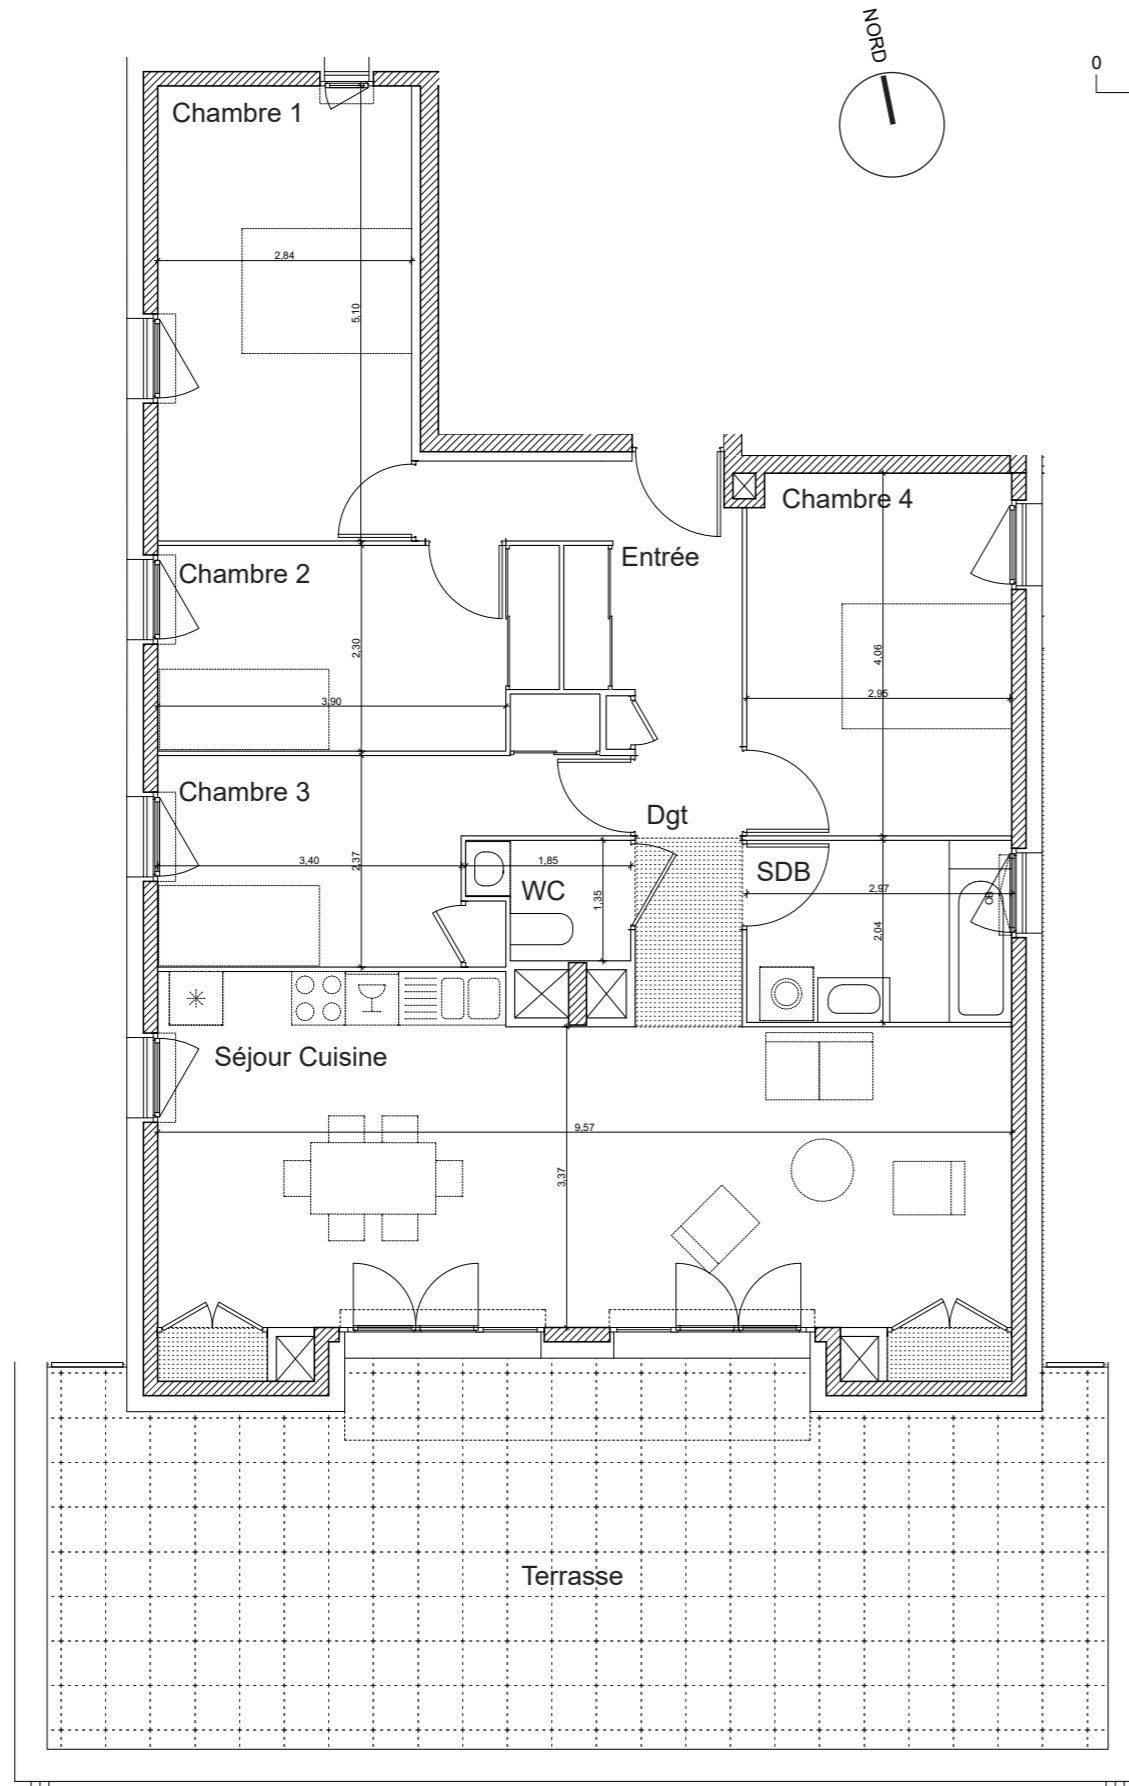 NORD
0
Chambre 1
2,84
5,10
Chambre 4
Entrée
Chambre 2
2,30
4,06
2,95
3,90
Chambre 3
Dgt
3,40
2,37
1,85
WC
1,35
SDB
2,97
OB
2,04
Séjour Cuisine
9,57
3,37
Terrasse